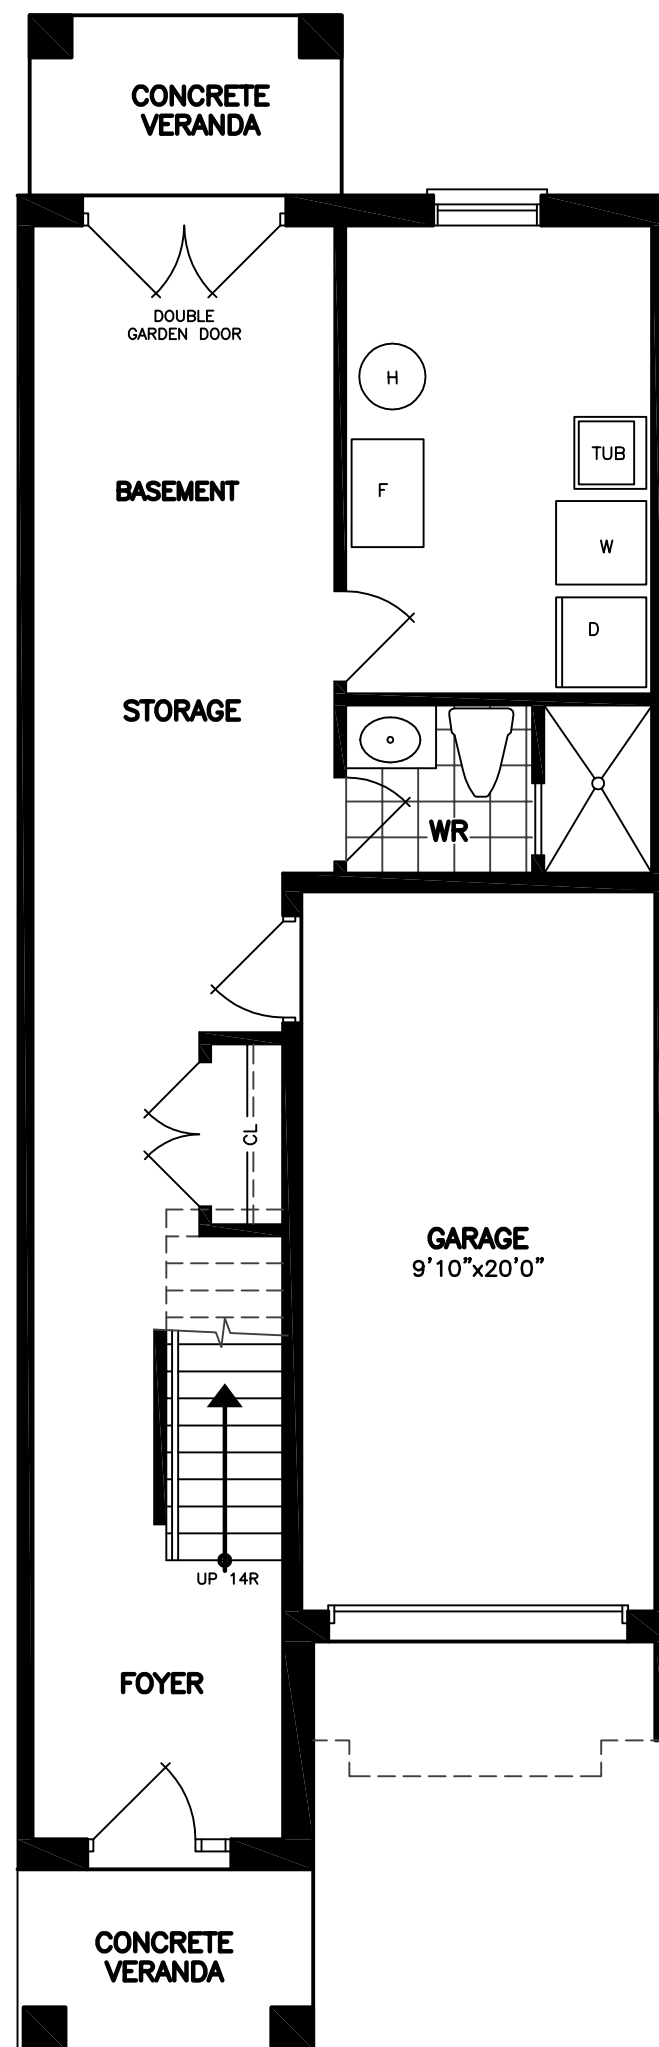 CONCRETE
VERANDA
DOUBLE
GARDEN DOOR
H
TUB
BASEMENT
F
W
D
STORAGE
WR
CL
GARAGE
9'10"x20'0"
UP 14R
FOYER
CONCRETE
VERANDA